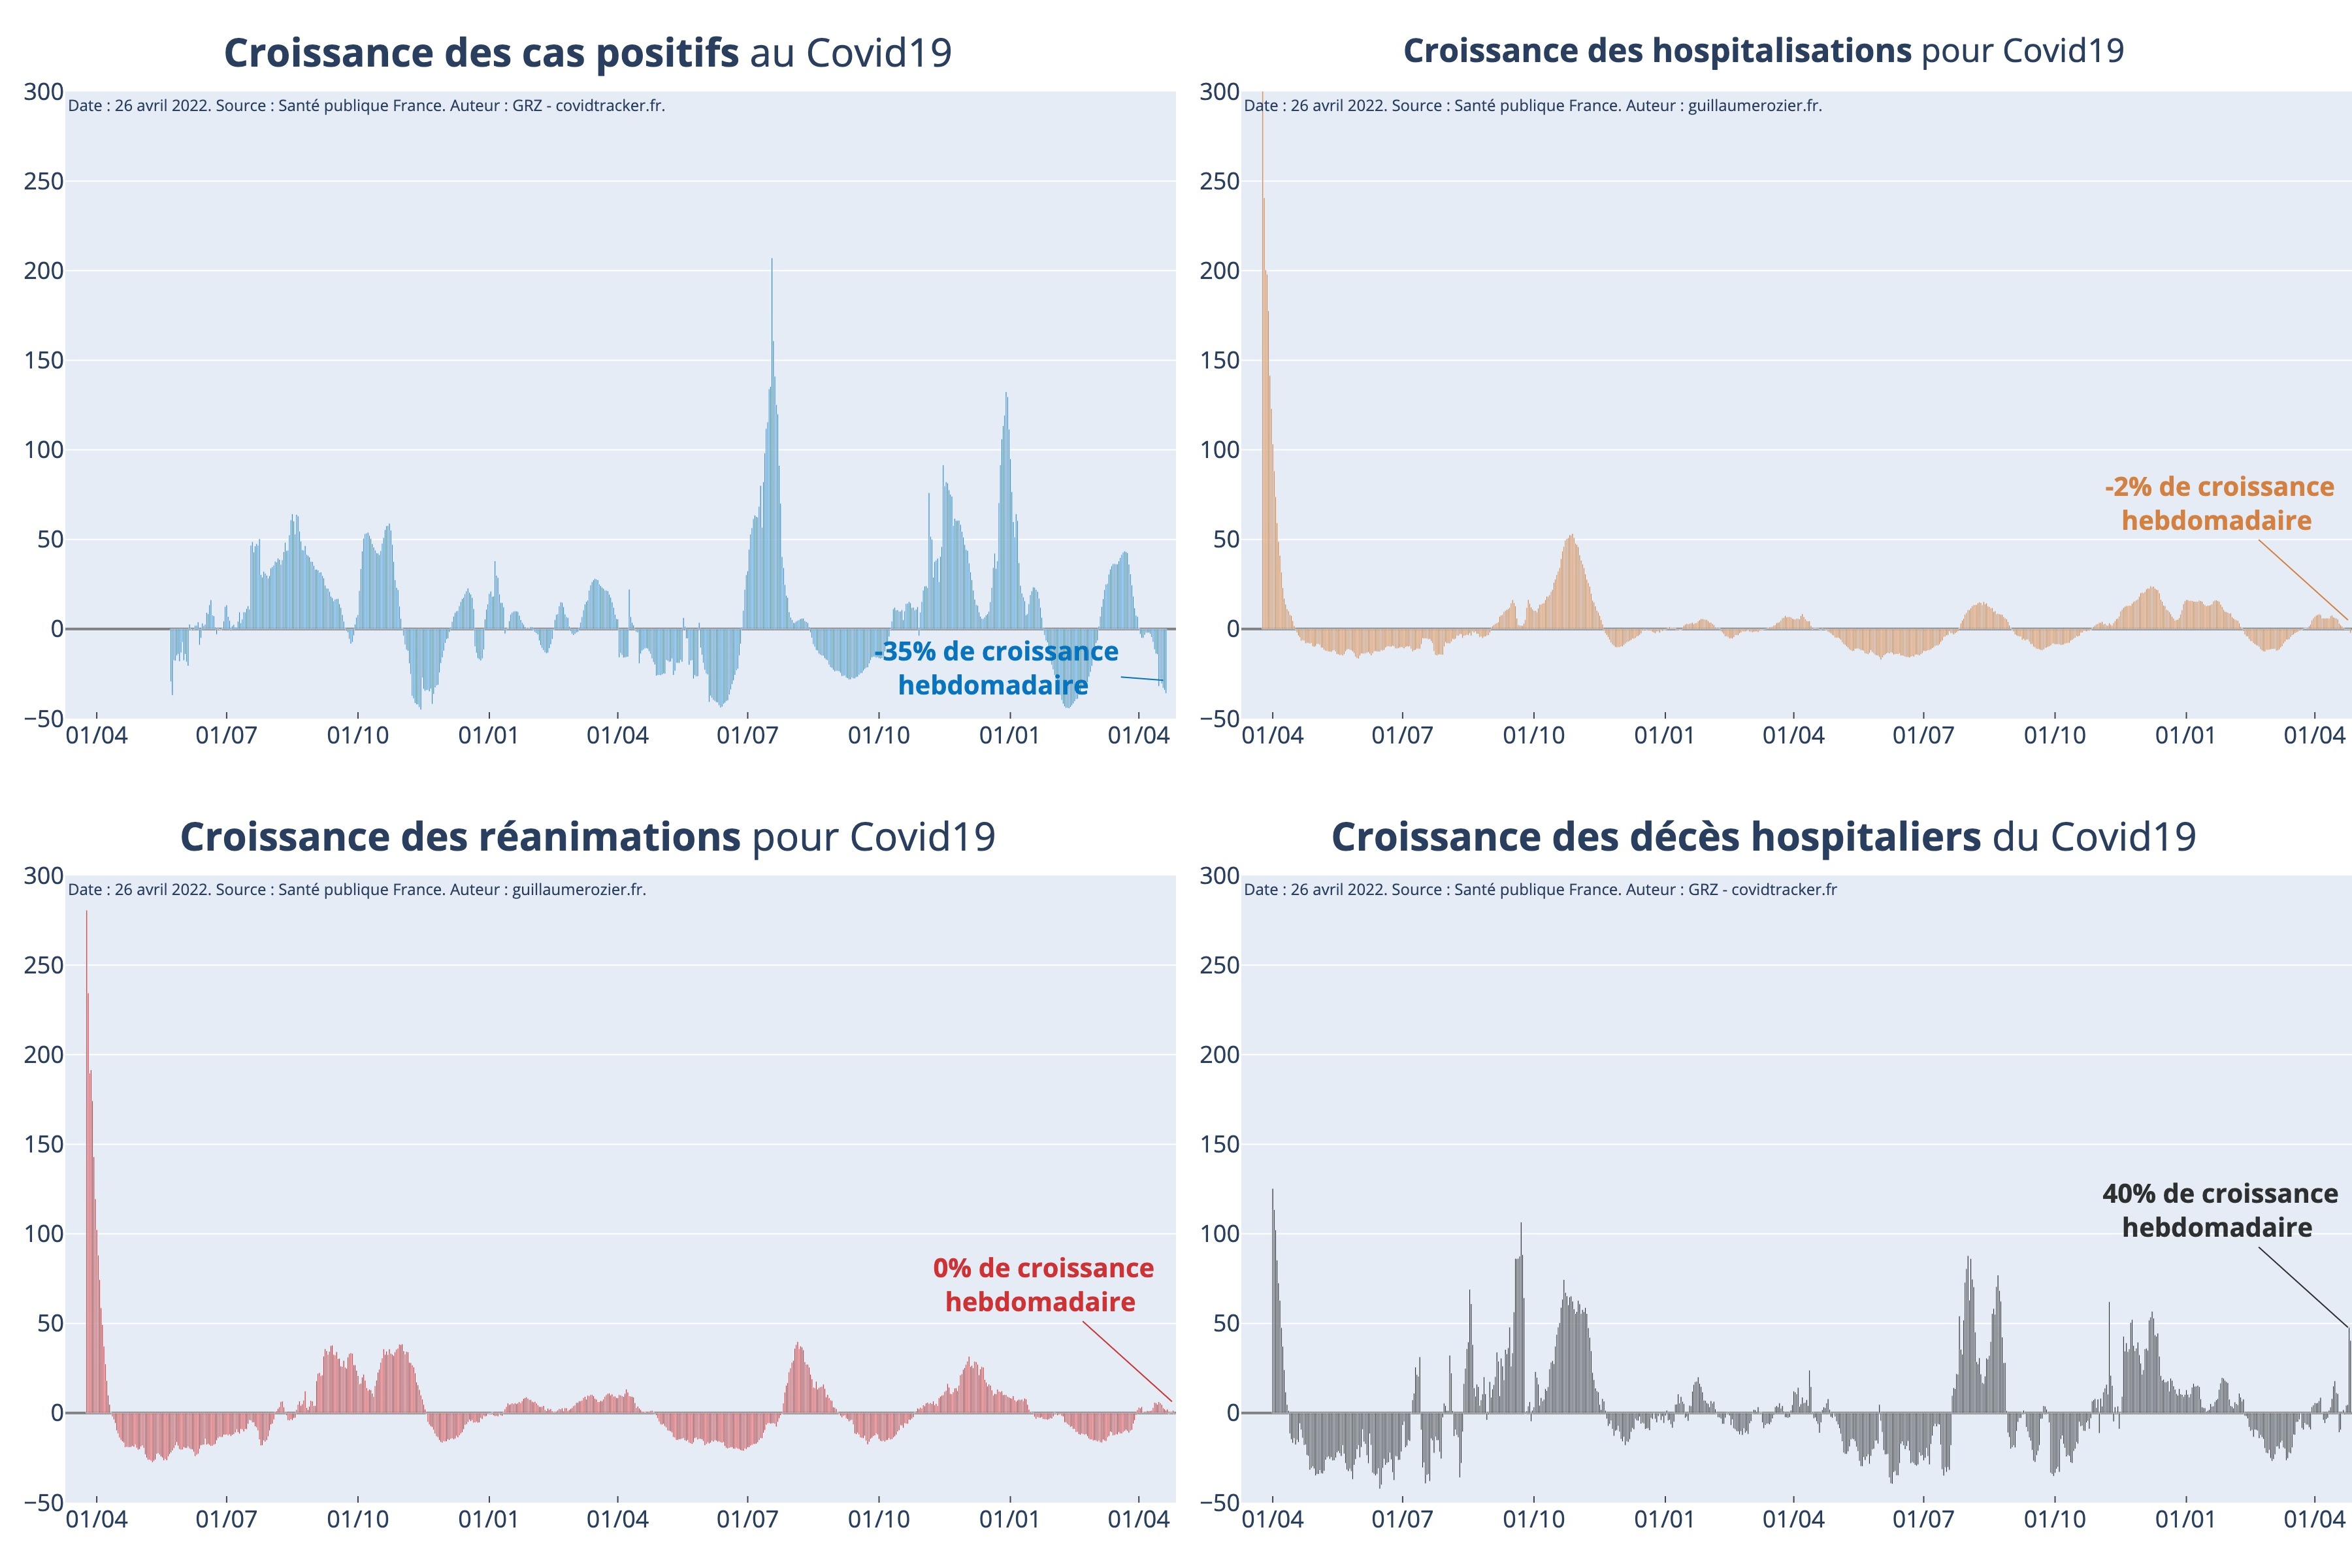 Croissance des cas positifs au Covid19
Date : 26 avril 2022. Source : Santé publique France. Auteur : GRZ - covidtracker.fr.
300
250
200
150
100
50
0
−50
-35% de croissance
hebdomadaire
01/04 01/07 01/10 01/01 01/04 01/07 01/10 01/01 01/04
Croissance des hospitalisations pour Covid19
Date : 26 avril 2022. Source : Santé publique France. Auteur : guillaumerozier.fr.
300
250
200
150
100
50
0
−50
-2% de croissance
hebdomadaire
01/04 01/07 01/10 01/01 01/04 01/07 01/10 01/01 01/04
Croissance des réanimations pour Covid19
Date : 26 avril 2022. Source : Santé publique France. Auteur : guillaumerozier.fr.
300
250
200
150
100
50
0
−50
0% de croissance
hebdomadaire
01/04 01/07 01/10 01/01 01/04 01/07 01/10 01/01 01/04
Croissance des décès hospitaliers du Covid19
Date : 26 avril 2022. Source : Santé publique France. Auteur : GRZ - covidtracker.fr
300
250
200
150
100
50
0
−50
40% de croissance
hebdomadaire
01/04 01/07 01/10 01/01 01/04 01/07 01/10 01/01 01/04